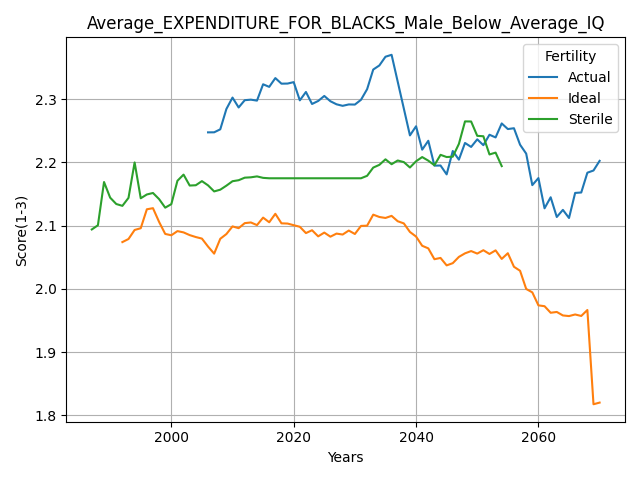 Average_EXPENDITURE_FOR_BLACKS_Male_Below_Average_IQ
Fertility
Actual
Ideal
Sterile
Score(1-3)
2.3
2.2
2.1
2.0
1.9
1.8
2000 2020 2040 2060
Years